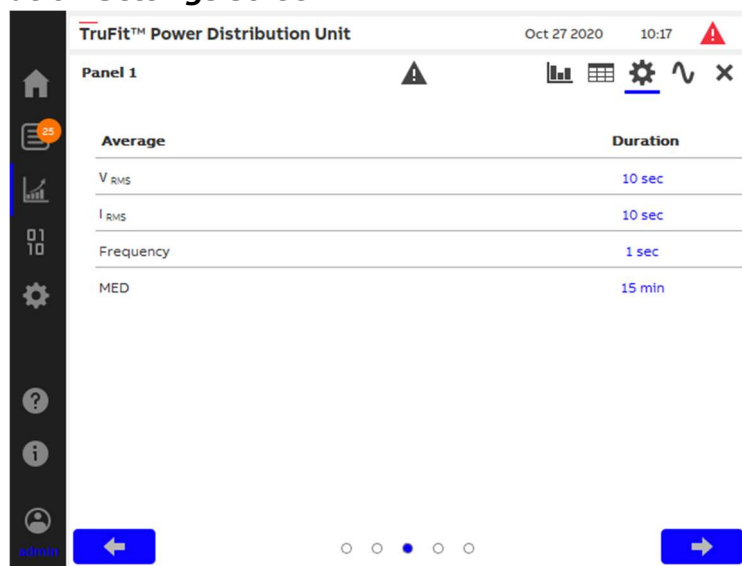 TruFit™ Power Distribution Unit Oct 27 2020 10:17
Panel 1
25
Average Duration
V RMS 10 sec
I RMS 10 sec
Frequency 1 sec
MED 15 min
admin